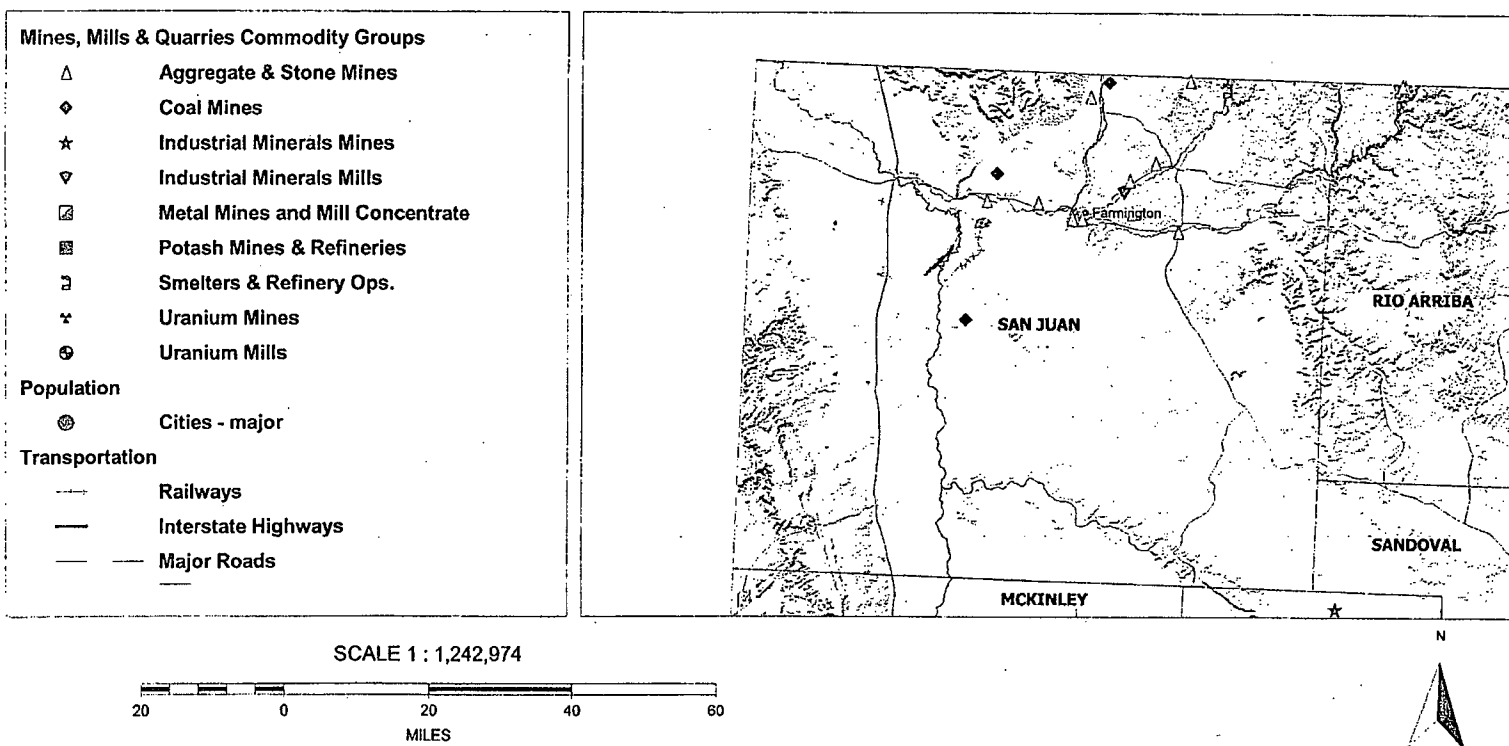 Mines, Mills & Quarries Commodity Groups
Aggregate & Stone Mines
Coal Mines
Industrial Minerals Mines
Industrial Minerals Mills
Metal Mines and Mill Concentrate
Potash Mines & Refineries
Smelters & Refinery Ops.
Uranium Mines
Uranium Mills
Population
Cities - major
Transportation
Railways
Interstate Highways
Major Roads
Farmington
RIO ARRIBA
SAN JUAN
SANDOVAL
MCKINLEY
SCALE 1 : 1,242,974
20 0 20 40 60
MILES
N